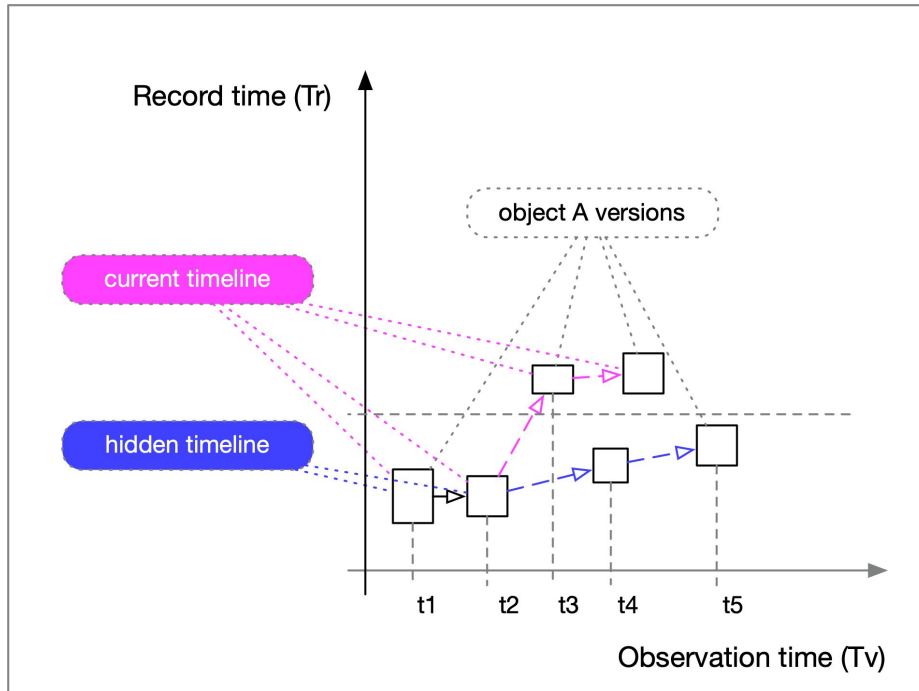 Record time (Tr)
object A versions
current timeline
hidden timeline
t1
t2
t3
t4
t5
Observation time (Tv)